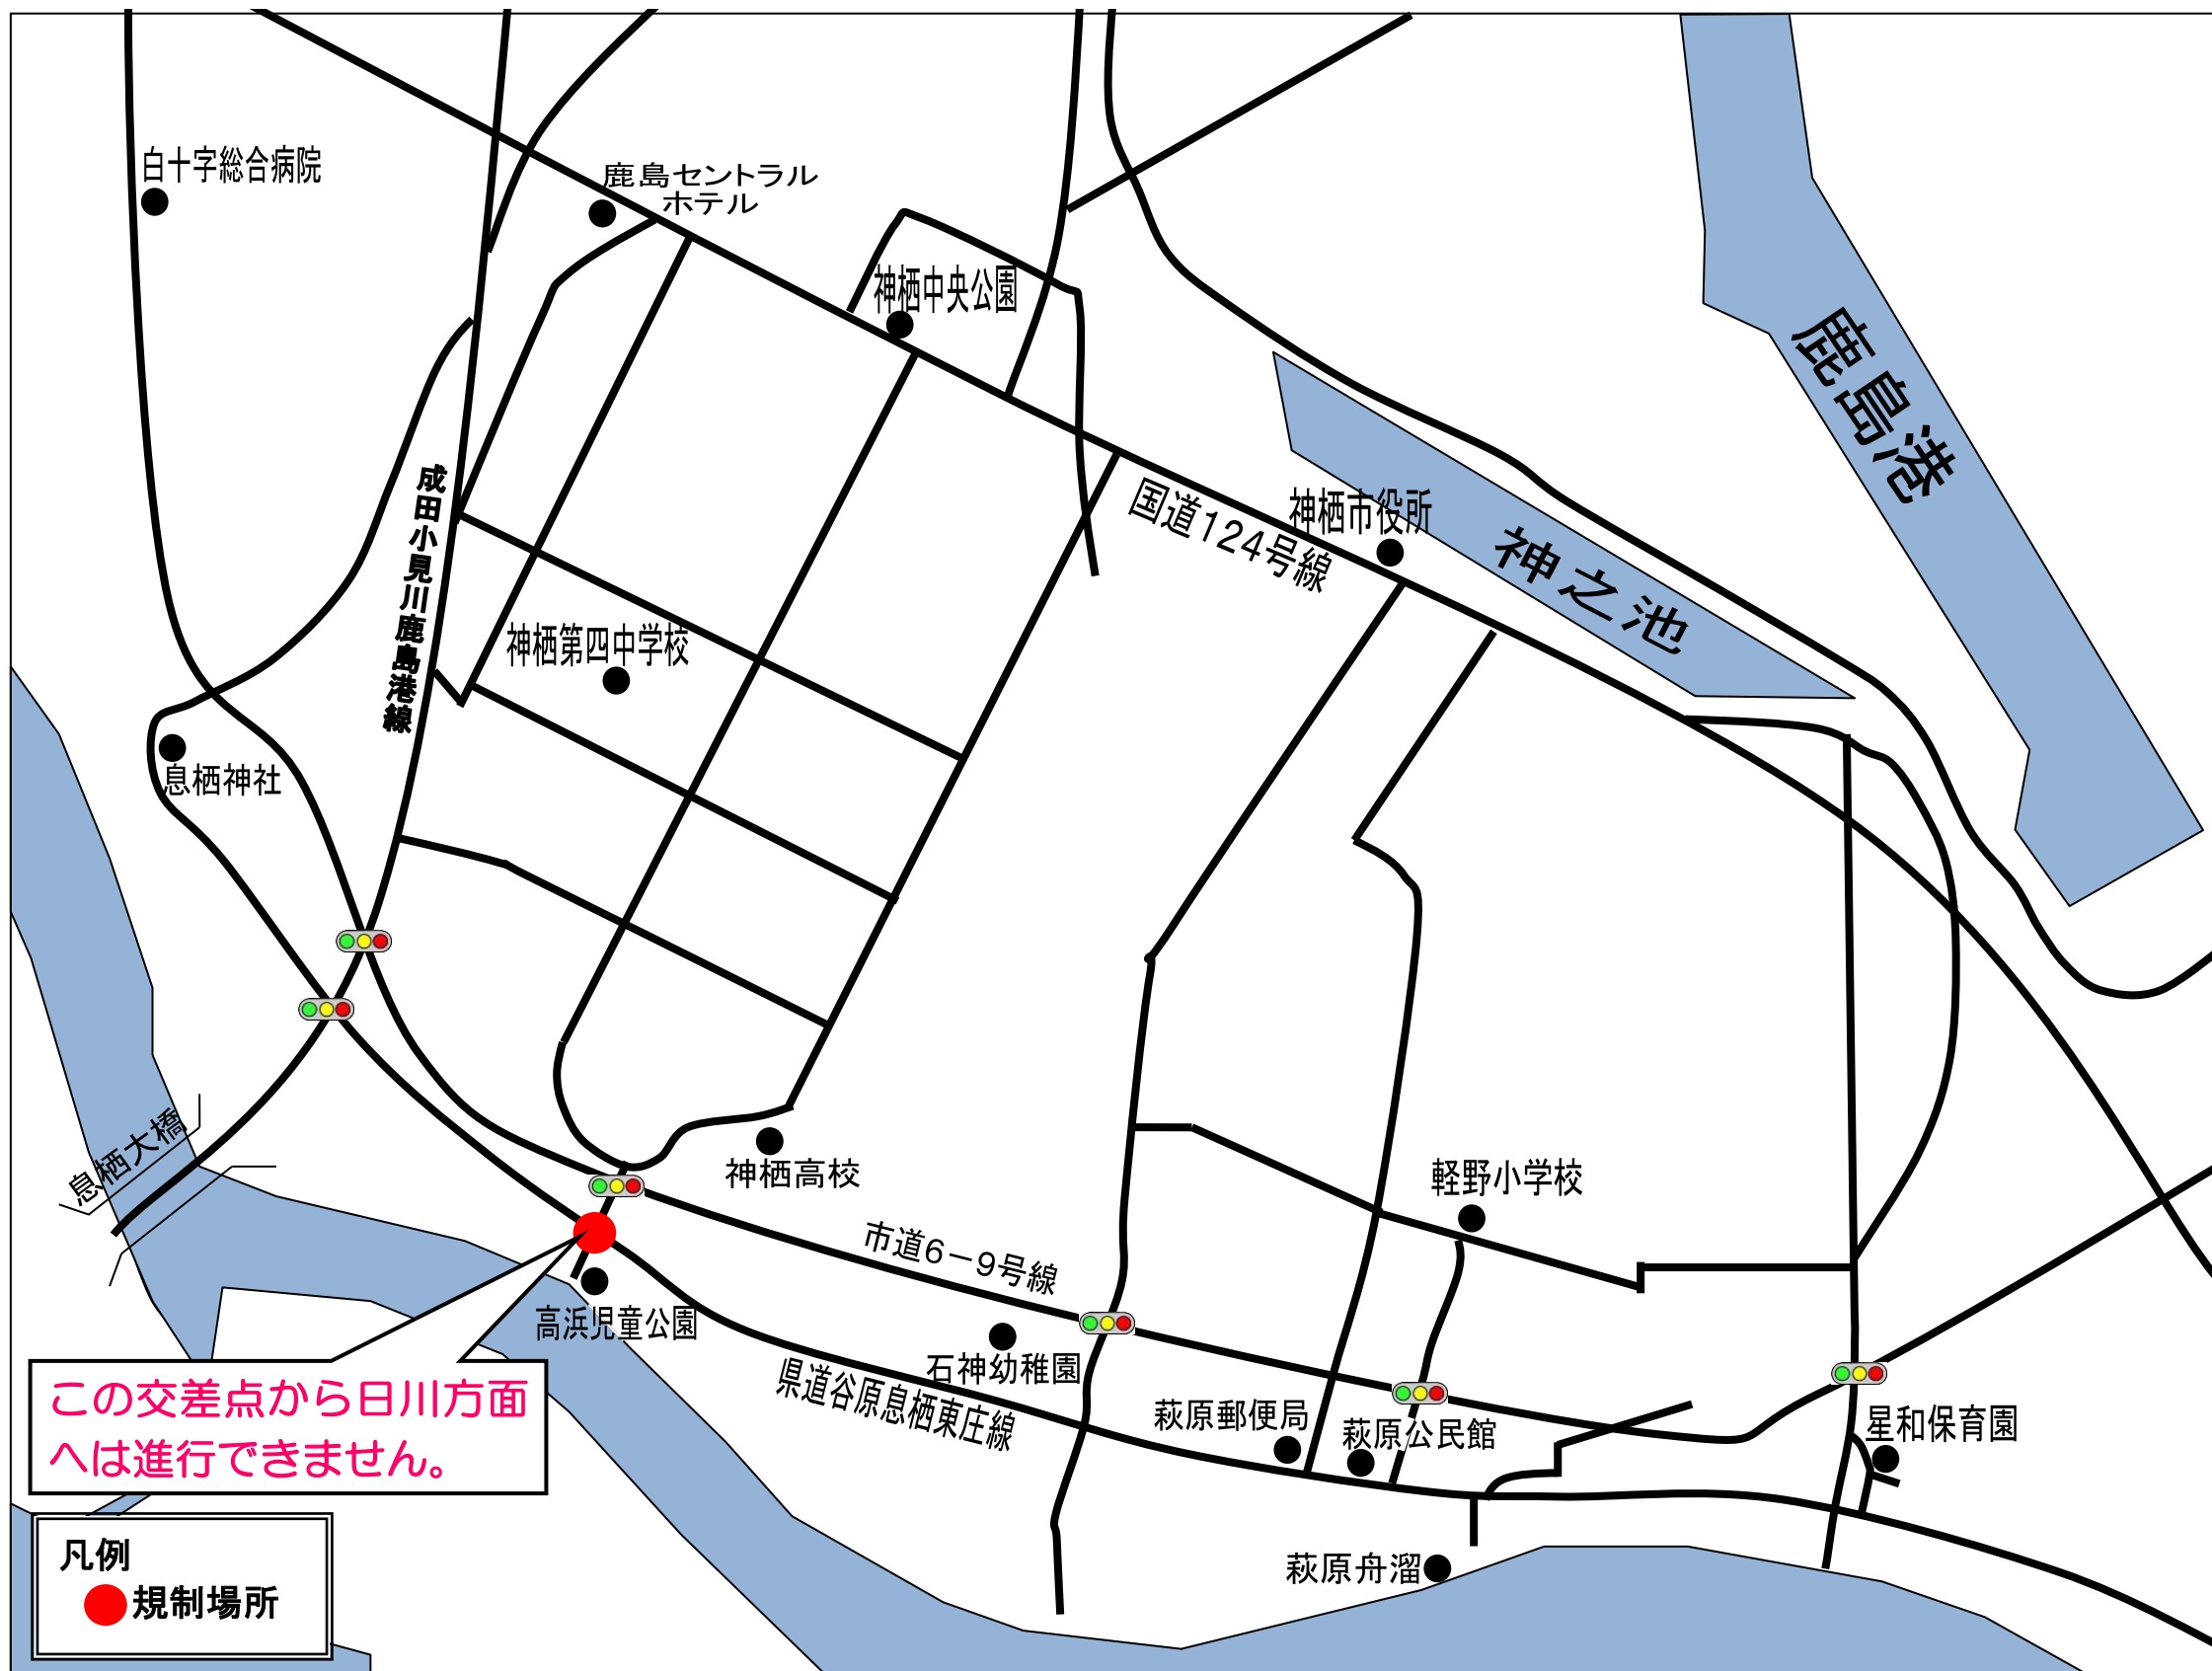 白十字総合病院
鹿島セントラル
ホテル
神栖中央公園
鹿島港
成田小見川鹿島港線
国道124号線
神栖市役所
神之池
神栖第四中学校
息栖神社
息栖大橋
神栖高校
軽野小学校
市道6－9号線
高浜児童公園
石神幼稚園
県道谷原息栖東庄線
萩原郵便局
萩原公民館
星和保育園
この交差点から日川方面
へは進行できません。
萩原舟溜
凡例
規制場所